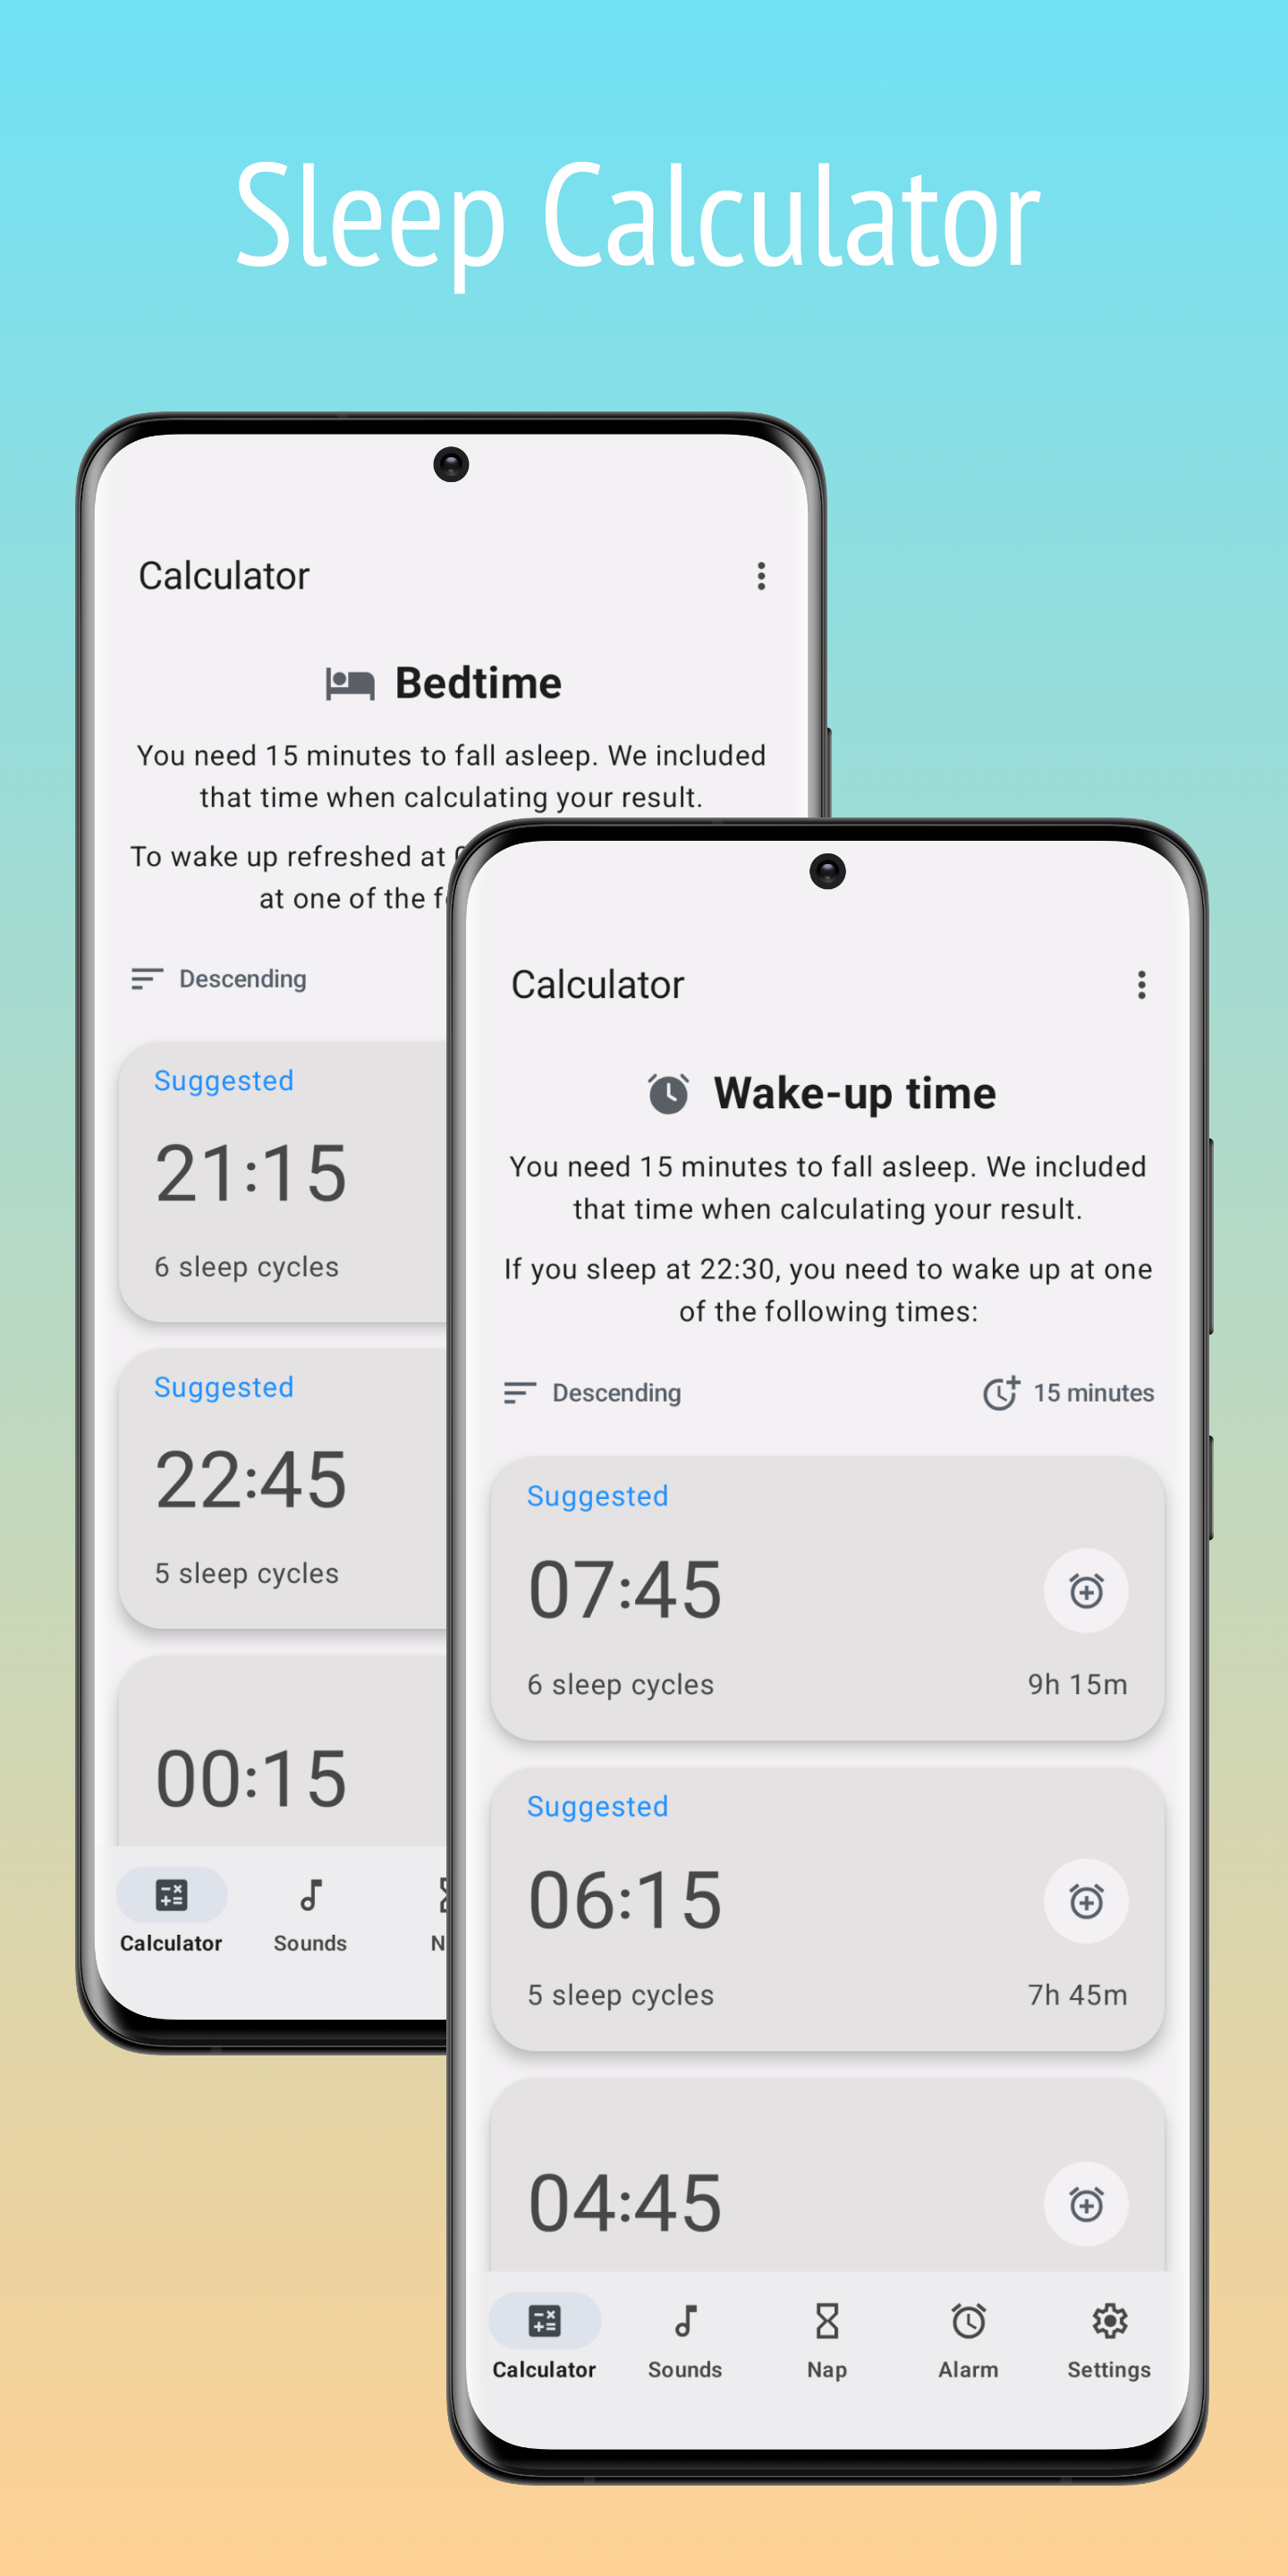 Sleep Calculator
Calculator
Bedtime
You need 15 minutes to fall asleep. We included
that time when calculating your result.
To wake up refreshed at
at one of the
Descending
Suggested
21:15
6 sleep cycles
Suggested
22:45
5 sleep cycles
00:15
Calculator
Sounds
Calculator
Wake-up time
You need 15 minutes to fall asleep. We included
that time when calculating your result.
If you sleep at 22:30, you need to wake up at one
of the following times:
Descending 15 minutes
Suggested
07:45
6 sleep cycles 9h 15m
Suggested
06:15
5 sleep cycles 7h 45m
04:45
Calculator Sounds Nap Alarm Settings